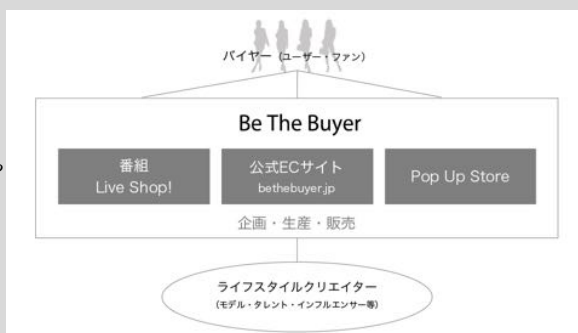 バイヤー（ユーザー・ファン）
Be The Buyer
番組
Live Shop!
公式ECサイト
bethebuyer.jp
Pop Up Store
企画・生産・販売
ライフスタイルクリエイター
（モデル・タレント・インフルエンサー等）